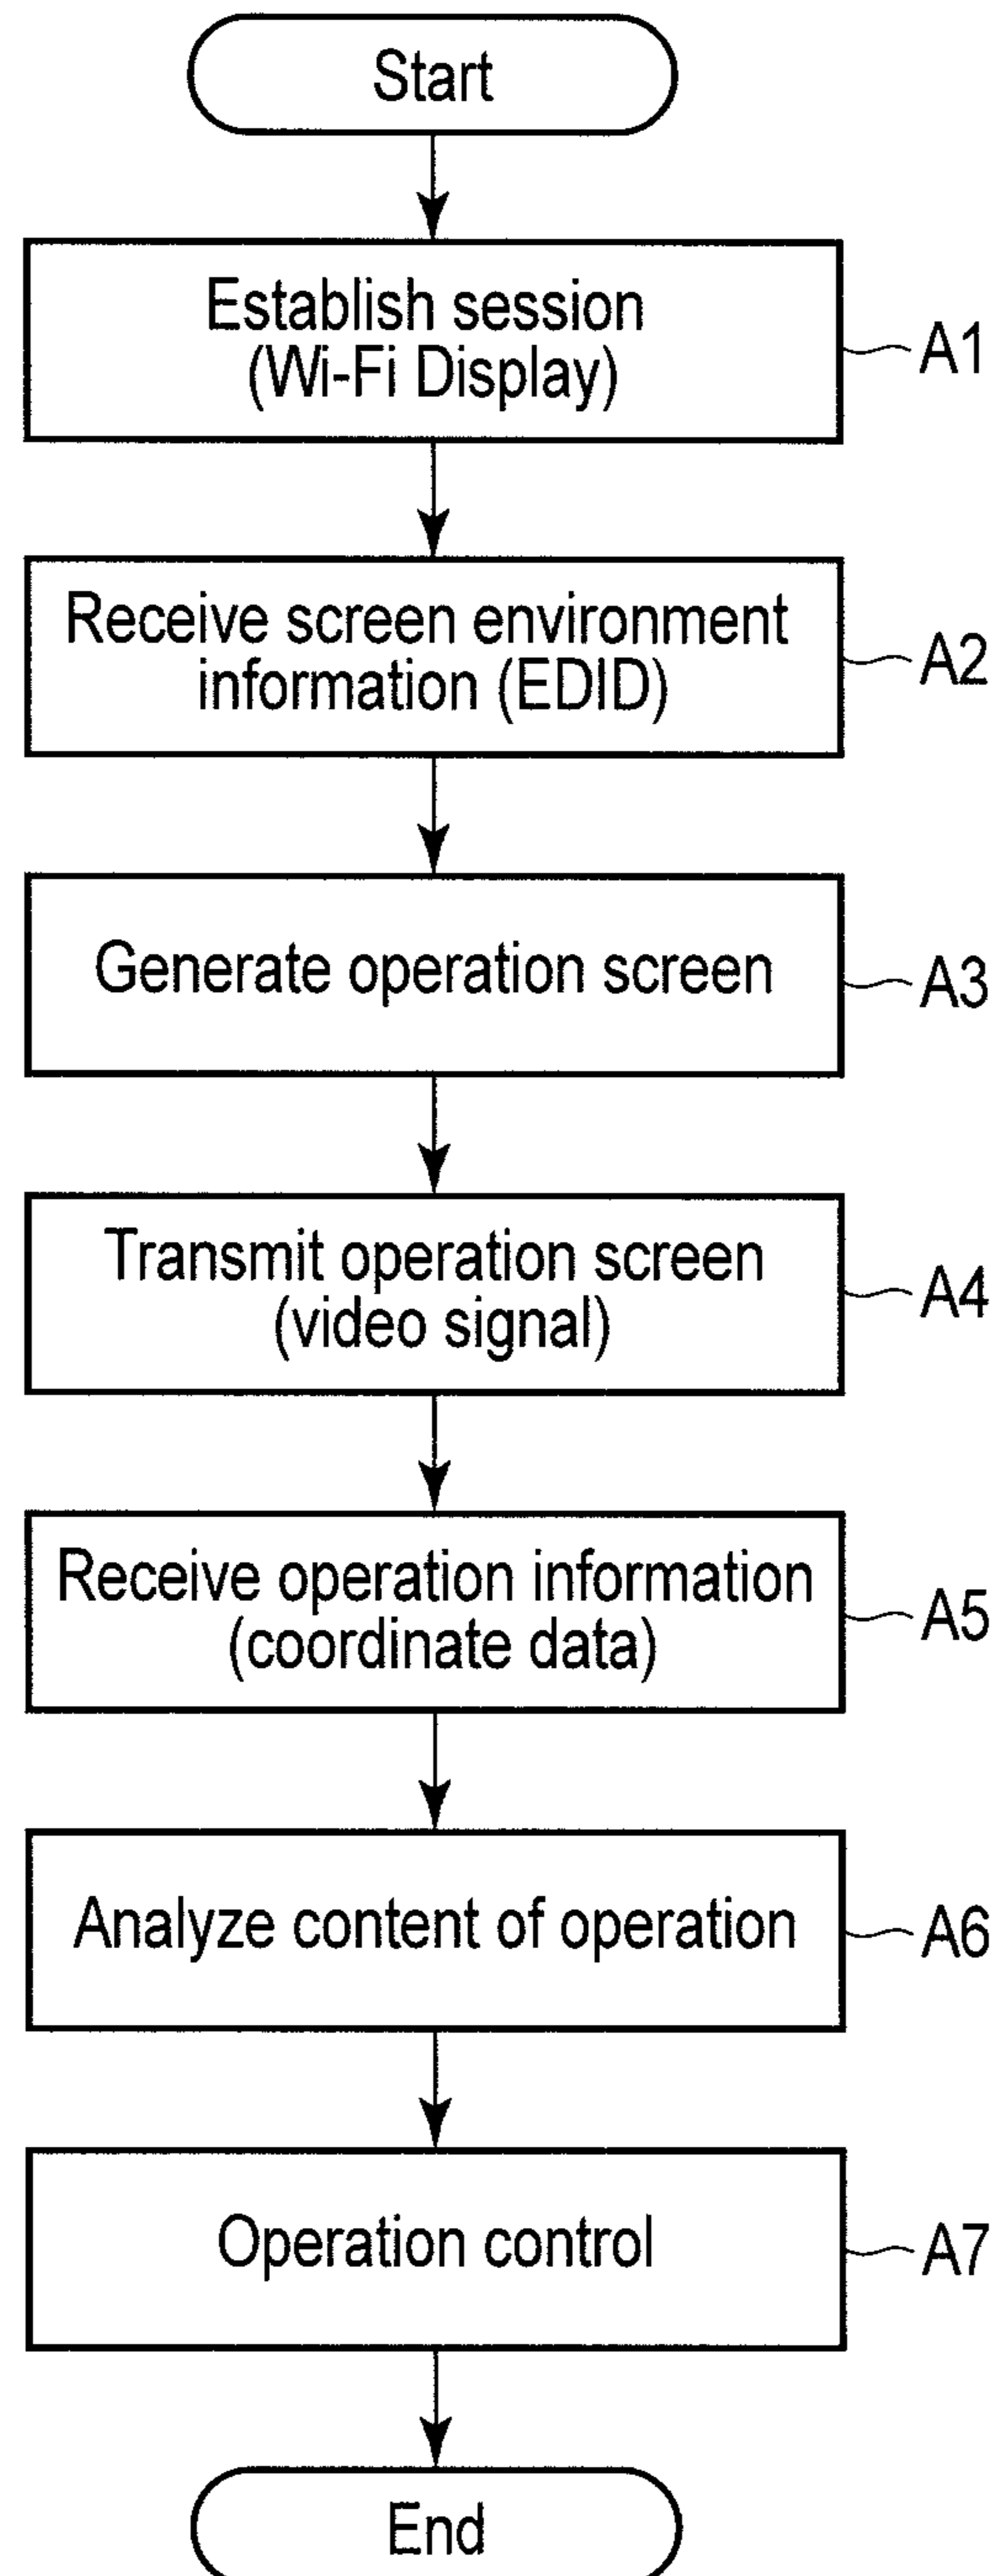 Start
Establish session
(Wi-Fi Display)
A1
Receive screen environment
information (EDID)
A2
Generate operation screen
A3
Transmit operation screen
(video signal)
A4
Receive operation information
(coordinate data)
A5
Analyze content of operation
A6
Operation control
A7
End